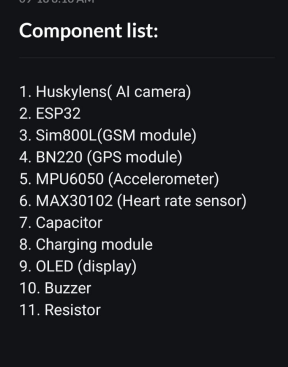 Component list:
1. Huskylens( AI camera)
2. ESP32
3. Sim800L(GSM module)
4. BN220 (GPS module)
5. MPU6050 (Accelerometer)
6. MAX30102 (Heart rate sensor)
7. Capacitor
8. Charging module
9. OLED (display)
10. Buzzer
11. Resistor